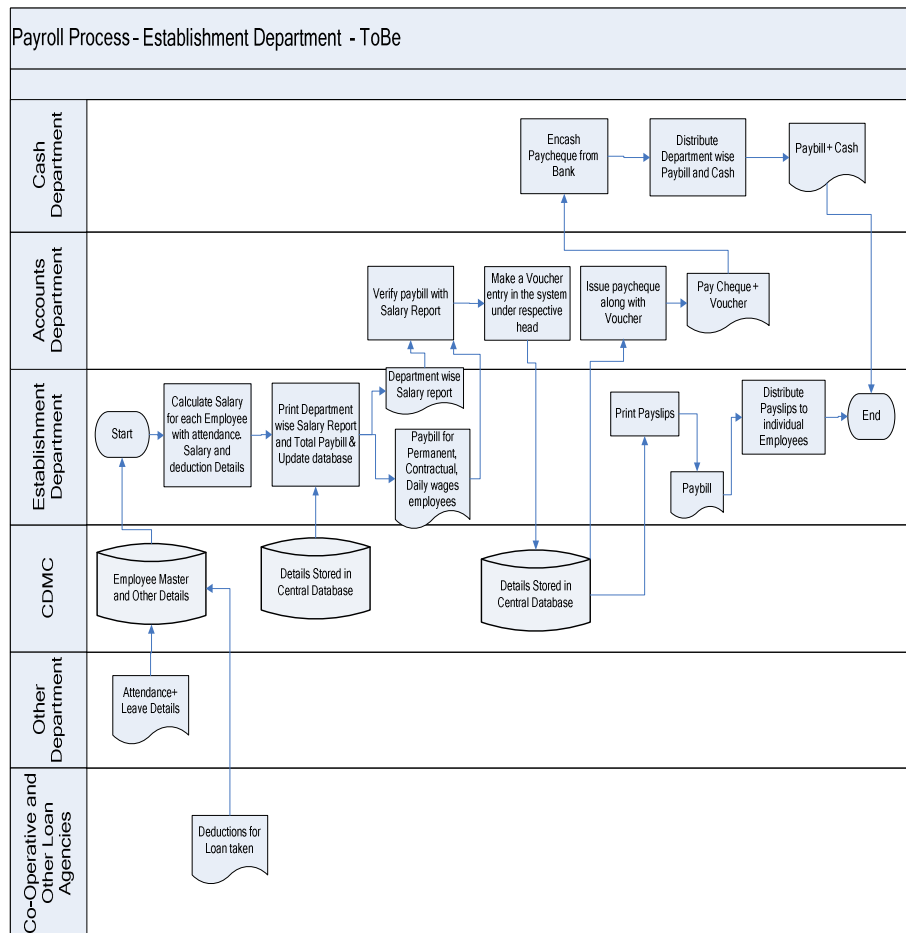 Payroll Process - Establishment Department - ToBe
Cash
Department
Encash
Paycheque from
Bank
Distribute
Department wise
Paybill and Cash
Paybill + Cash
Accounts
Department
Verify paybill with
Salary Report
Make a Voucher
entry in the system
under respective
head
Issue paycheque
along with
Voucher
Pay Cheque +
Voucher
Establishment
Department
Start
Calculate Salary
for each Employee
with attendance.
Salary and
deduction Details
Print Department
wise Salary Report
and Total Paybill &
Update database
Department wise
Salary report
Paybill for
Permanent,
Contractual,
Daily wages
employees
Print Payslips
Paybill
Distribute
Payslips to
individual
Employees
End
CDMC
Employee Master
and Other Details
Details Stored in
Central Database
Details Stored in
Central Database
Other
Department
Attendance+
Leave Details
Co-Operative and
Other Loan
Agencies
Deductions for
Loan taken